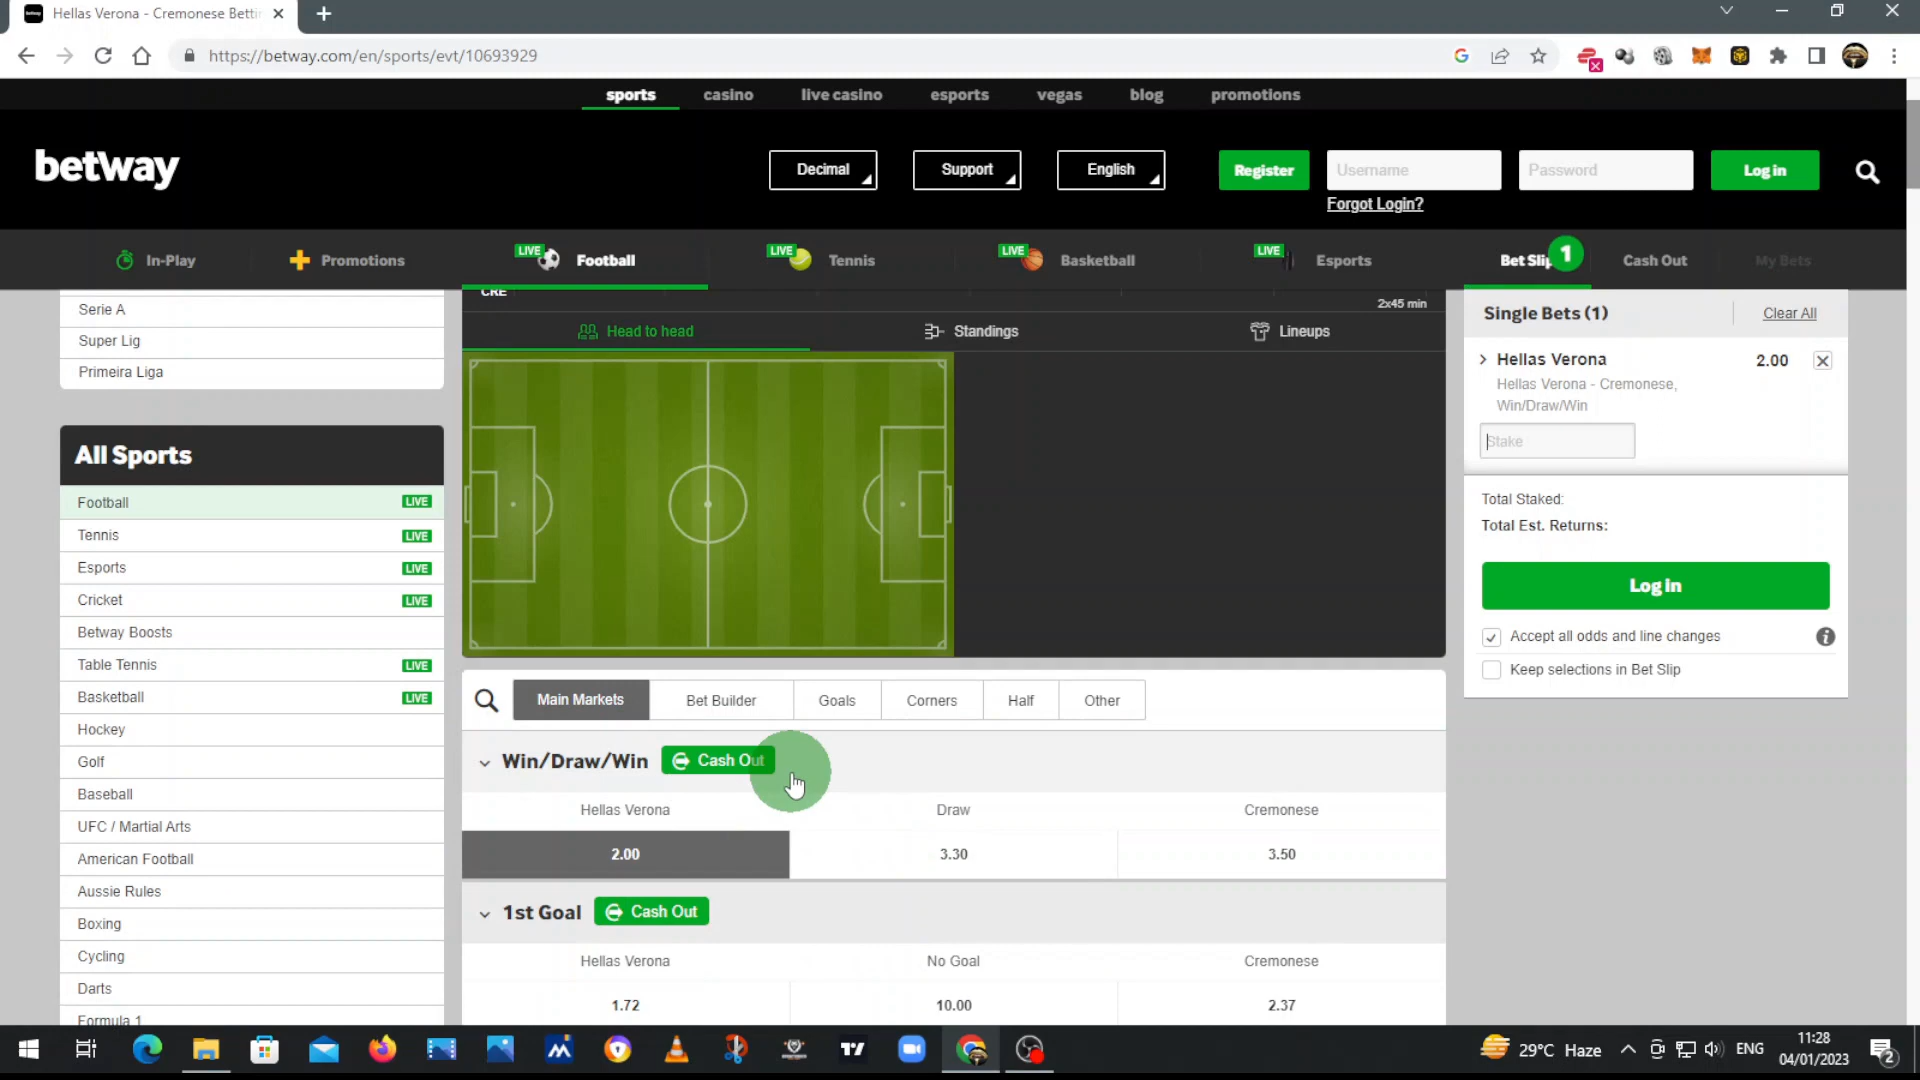 Hellas Verona - Cremonese Betti
https://betway.com/en/sports/evt/10693929
sports casino live casino esports vegas blog promotions
betway
Decimal Support English Register Username Password Log in
Forgot Login?
In-Play Promotions LIVE Football LIVE Tennis LIVE Basketball LIVE Esports Bet Slip 1 Cash Out My Bets
Serie A
Super Lig
Primeira Liga
All Sports
Football LIVE
Tennis LIVE
Esports LIVE
Cricket LIVE
Betway Boosts
Table Tennis LIVE
Basketball LIVE
Hockey
Golf
Baseball
UFC / Martial Arts
American Football
Aussie Rules
Boxing
Cycling
Darts
Formula 1
CRE
2x45 min
Head to head Standings Lineups
Main Markets Bet Builder Goals Corners Half Other
Win/Draw/Win Cash Out
Hellas Verona Draw Cremonese
2.00 3.30 3.50
1st Goal Cash Out
Hellas Verona No Goal Cremonese
1.72 10.00 2.37
Single Bets (1) Clear All
Hellas Verona 2.00
Hellas Verona - Cremonese,
Win/Draw/Win
Stake
Total Staked:
Total Est. Returns:
Log in
Accept all odds and line changes
Keep selections in Bet Slip
29°C Haze ENG
11:28
04/01/2023
2